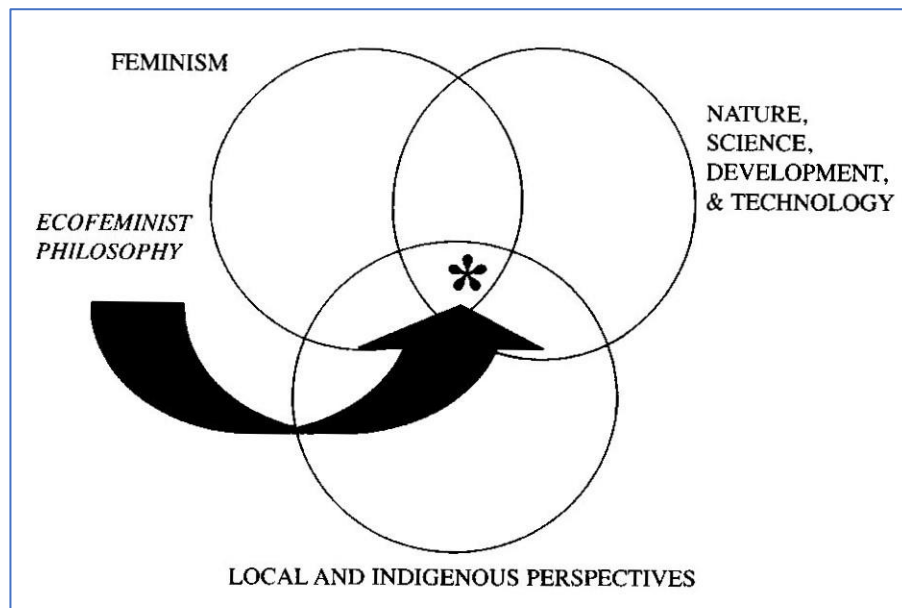 FEMINISM
NATURE,
SCIENCE,
DEVELOPMENT,
& TECHNOLOGY
ECOFEMINIST
PHILOSOPHY
*
LOCAL AND INDIGENOUS PERSPECTIVES